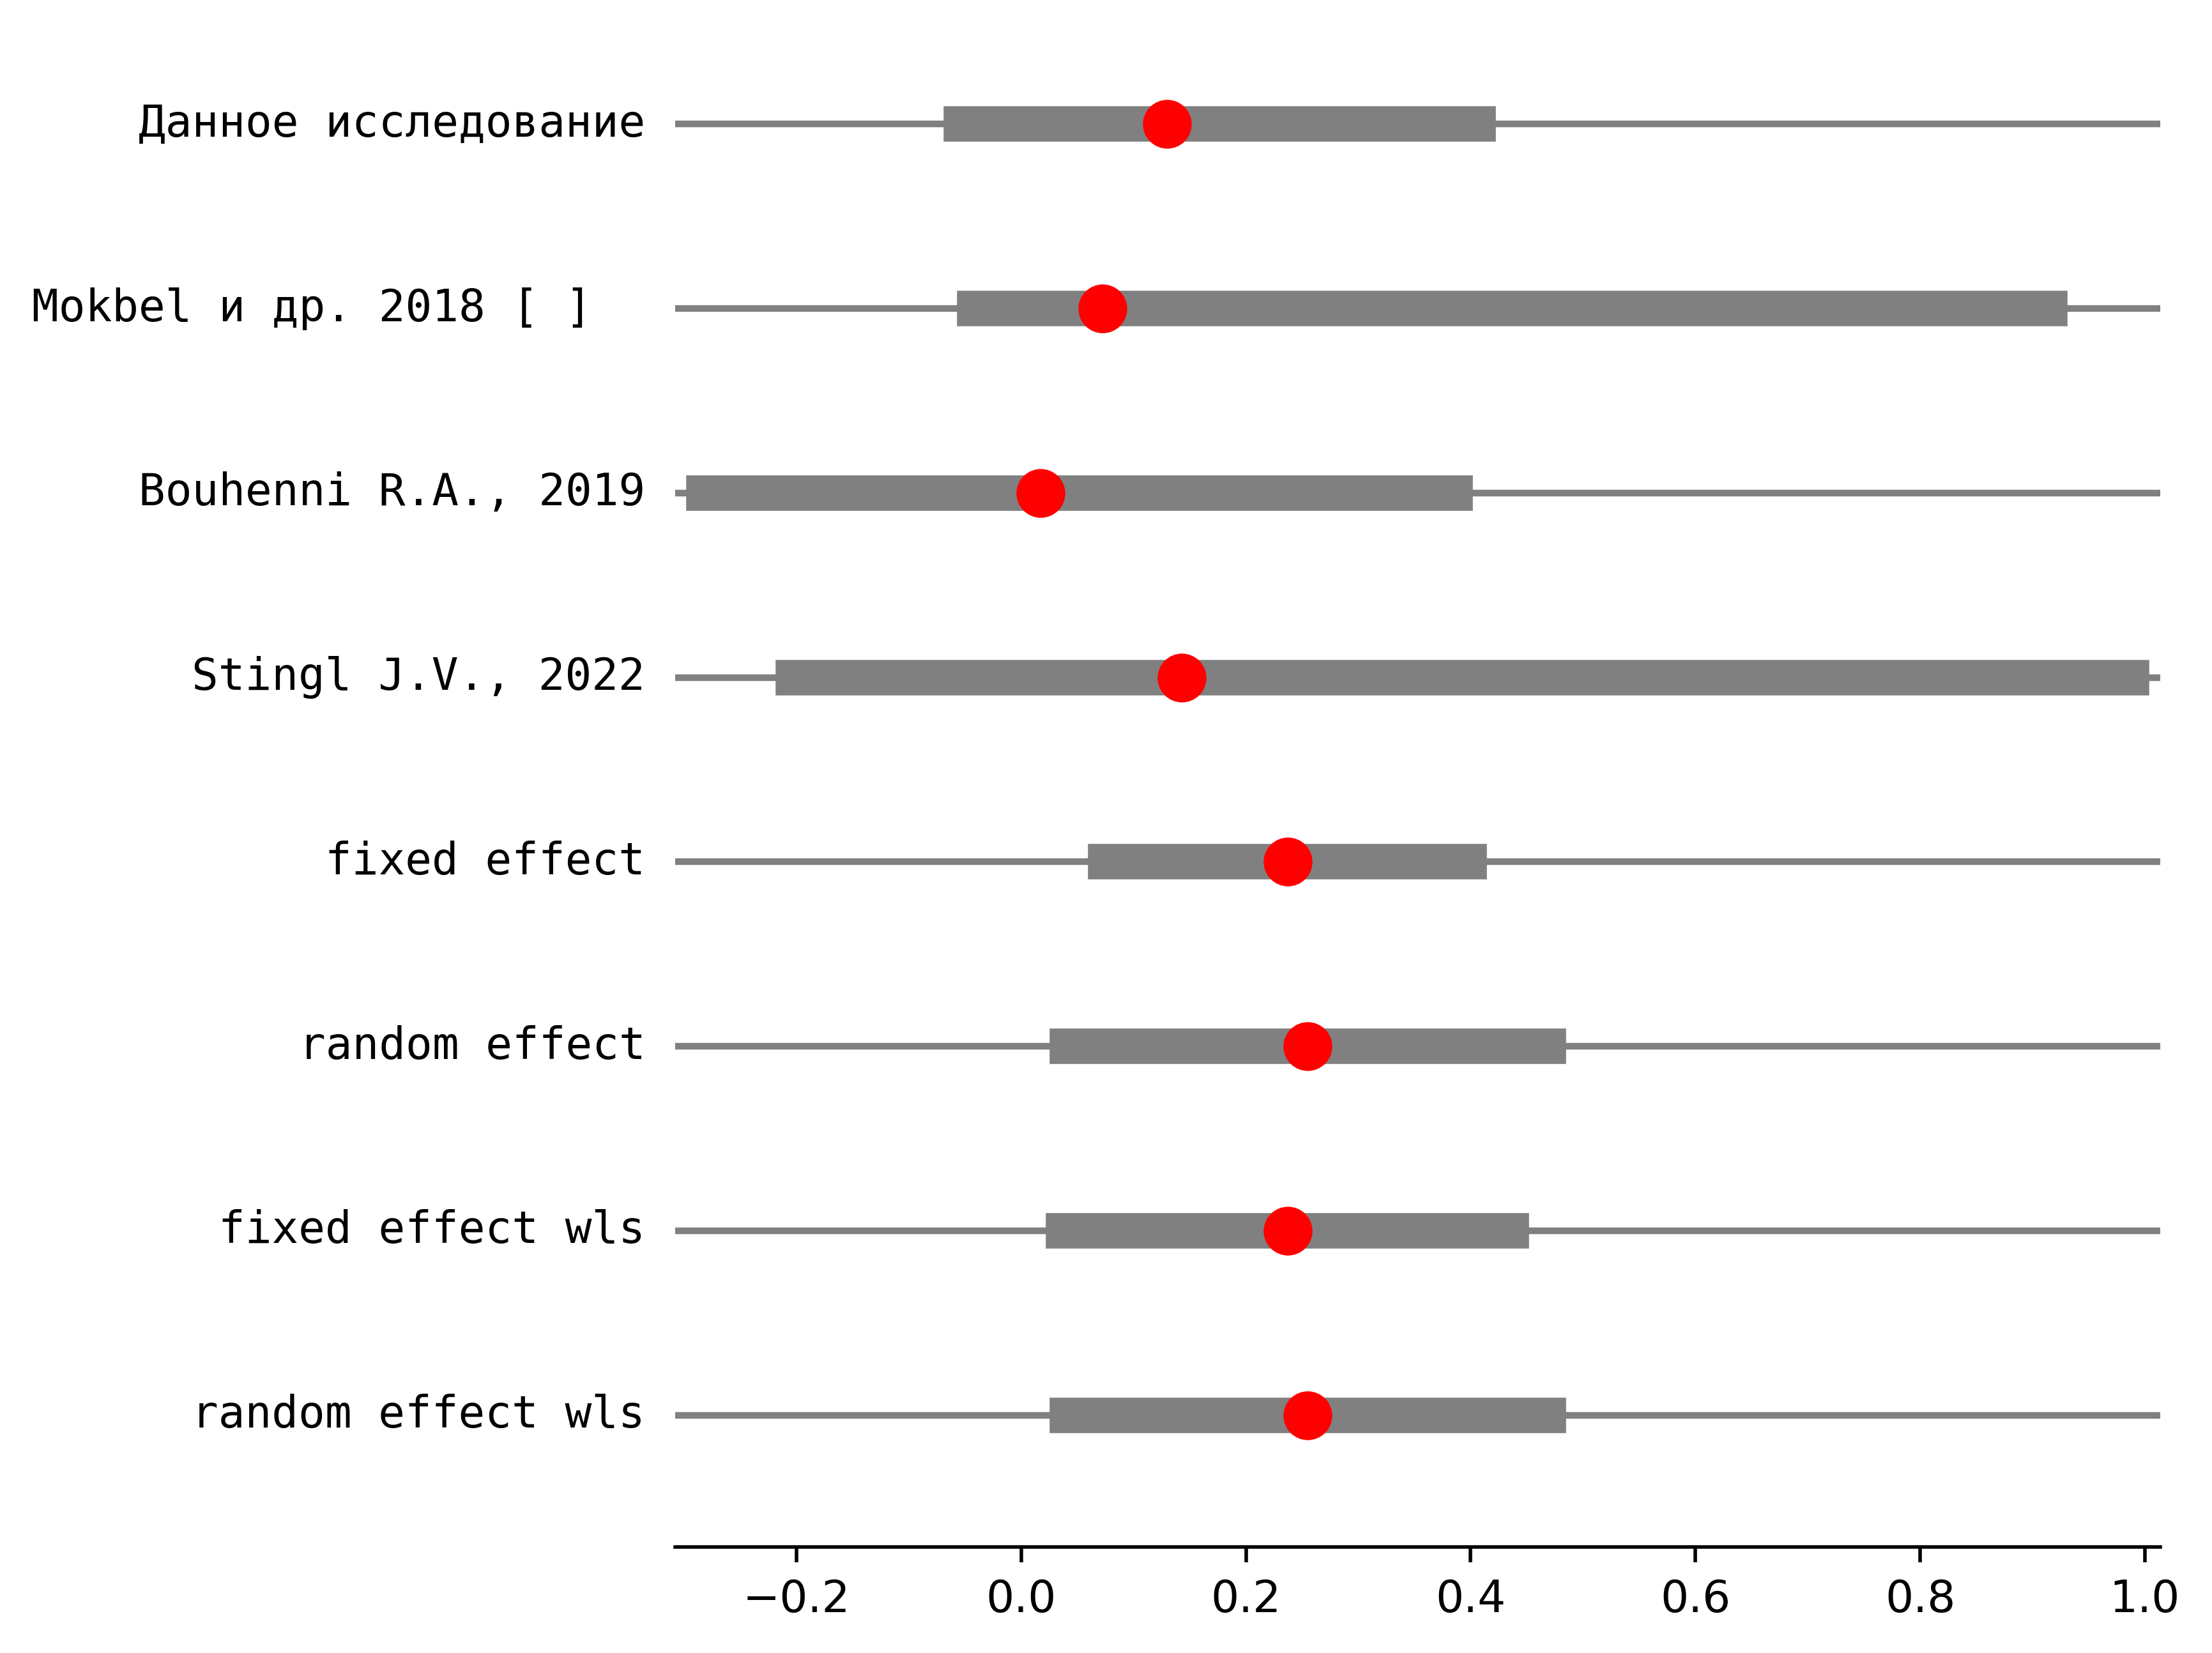 Данное исследование
Mokbel и др. 2018 [ ]
Bouhenni R.A., 2019
Stingl J.V., 2022
fixed effect
random effect
fixed effect wls
random effect wls
−0.2 0.0 0.2 0.4 0.6 0.8 1.0